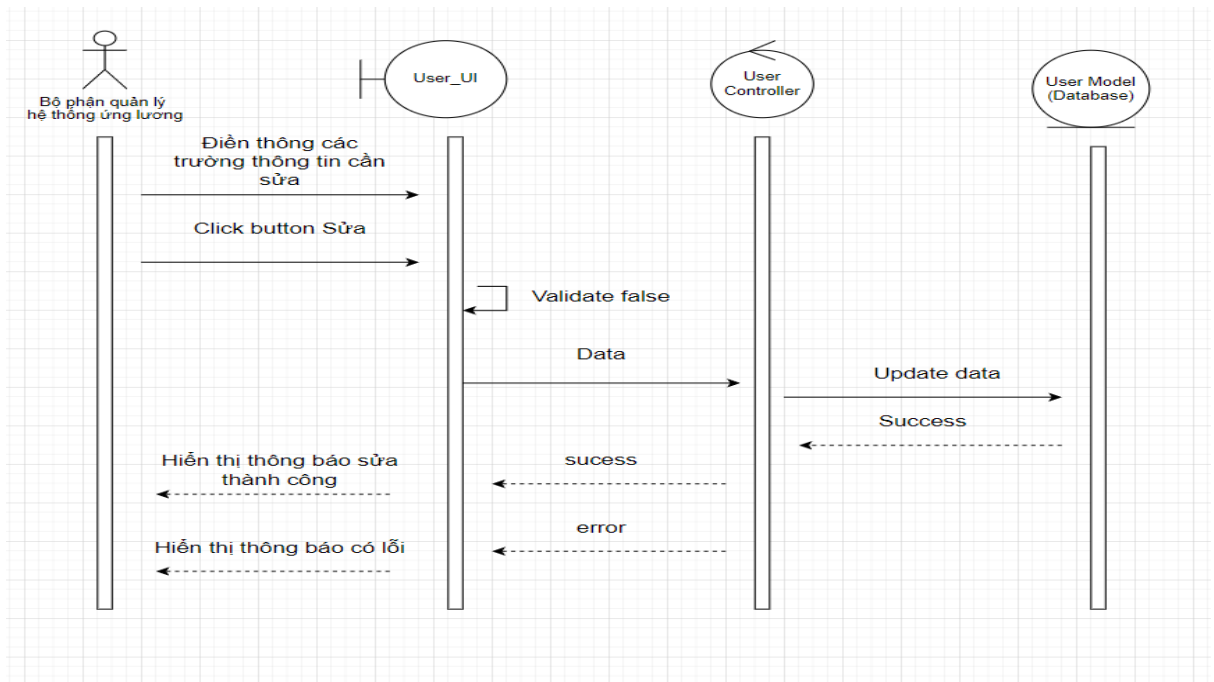 Bộ phận quản lý
hệ thống ứng lương
User_UI
User
Controller
User Model
(Database)
Điền thông các
trường thông tin cần
sửa
Click button Sửa
Validate false
Data
Update data
Success
sucess
Hiển thị thông báo sửa
thành công
error
Hiển thị thông báo có lỗi